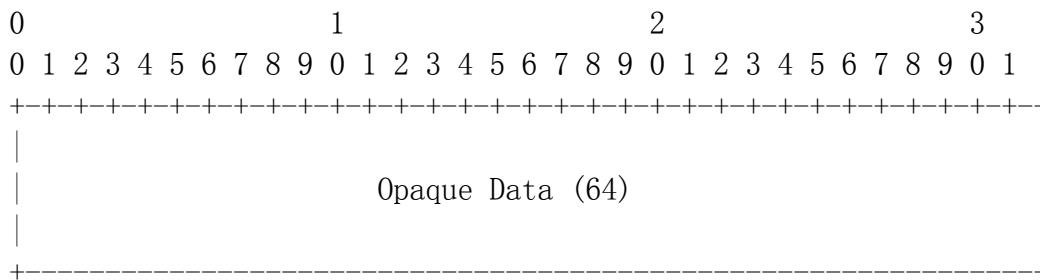 0                   1                   2                   3
0 1 2 3 4 5 6 7 8 9 0 1 2 3 4 5 6 7 8 9 0 1 2 3 4 5 6 7 8 9 0 1
+-+-+-+-+-+-+-+-+-+-+-+-+-+-+-+-+-+-+-+-+-+-+-+-+-+-+-+-+-+-+-+--
|
|                      Opaque Data (64)
|
+----------------------------------------------------------------